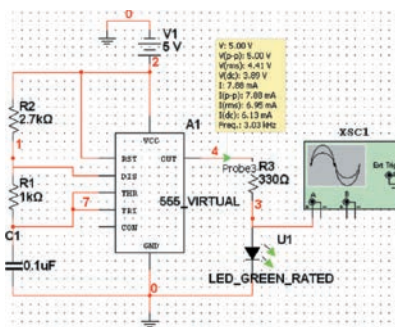 0
V1
5 V
2
V: 5.00 V
V(p-p): 5.00 V
V(rms): 4.41 V
V(dc): 3.89 V
I: 7.88 mA
I(p-p): 7.88 mA
I(rms): 6.95 mA
I(dc): 6.13 mA
Freq.: 3.03 kHz
R2
2.7kΩ
1
R1
1kΩ
7
C1
0.1uF
A1
VCC
RST
OUT
DIS
THR
TRI
CON
GND
555_VIRTUAL
4
Probe3
R3
330Ω
3
XSC1
Ext Trig
A
B
U1
LED_GREEN_RATED
0